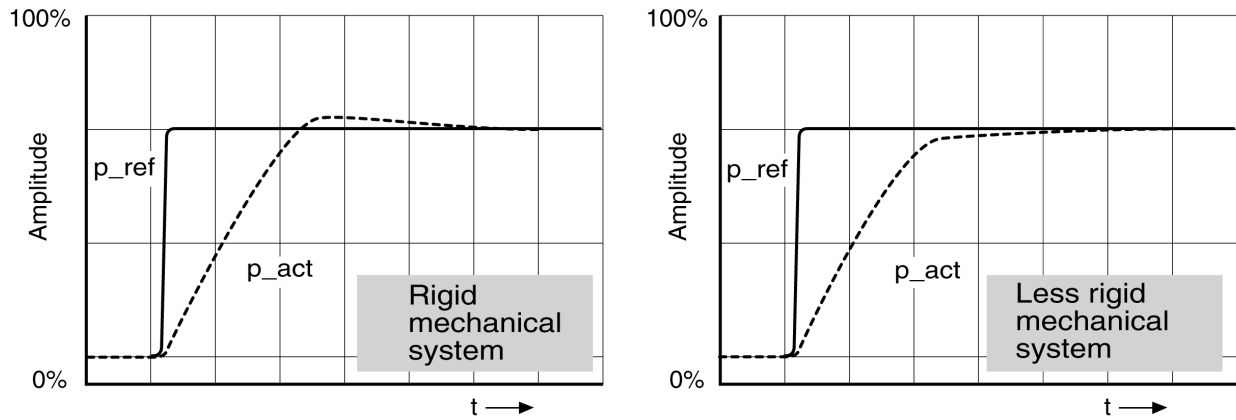 100%
Amplitude
p_ref
p_act
Rigid
mechanical
system
0%
t
100%
Amplitude
p_ref
p_act
Less rigid
mechanical
system
0%
t